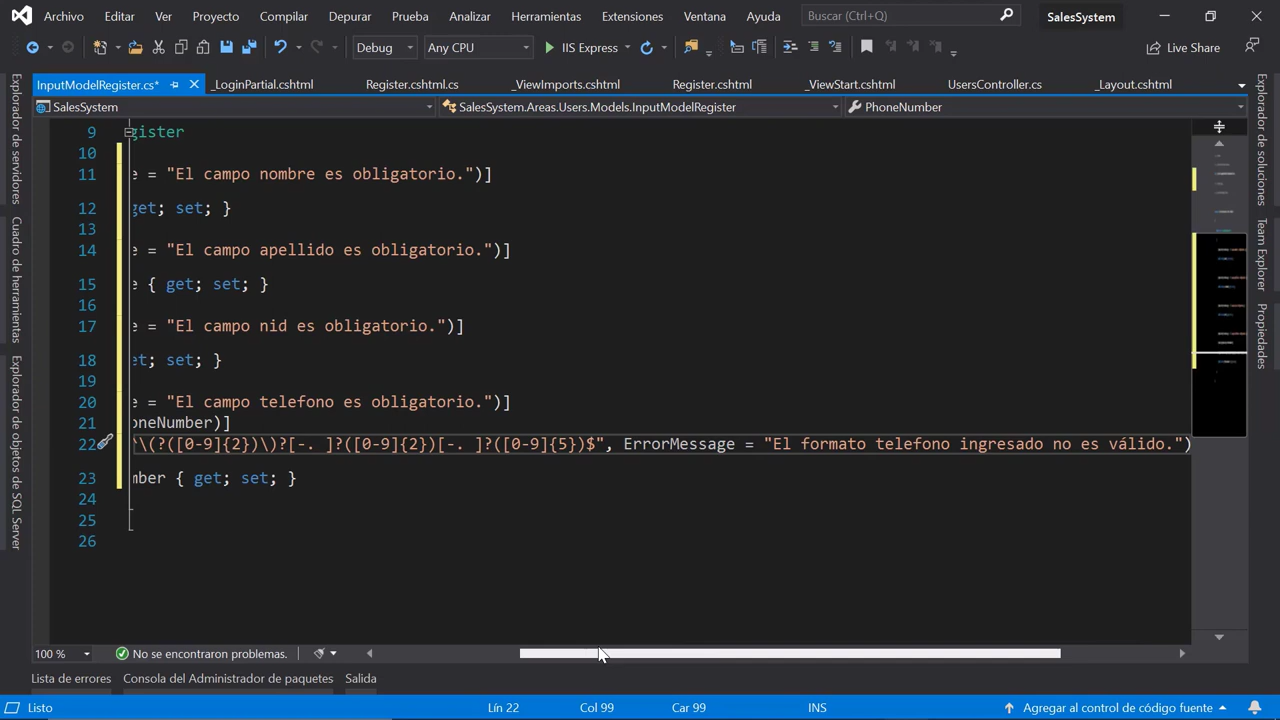 Archivo Editar Ver Proyecto Compilar Depurar Prueba Analizar Herramientas Extensiones Ventana Ayuda Buscar (Ctrl+Q) SalesSystem
Debug Any CPU IIS Express Live Share
InputModelRegister.cs* _LoginPartial.cshtml Register.cshtml.cs _ViewImports.cshtml Register.cshtml _ViewStart.cshtml UsersController.cs _Layout.cshtml
SalesSystem SalesSystem.Areas.Users.Models.InputModelRegister PhoneNumber
Explorador de servidores
Cuadro de herramientas
Explorador de objetos de SQL Server
9 gister
10
11 e = "El campo nombre es obligatorio.")]
12 get; set; }
13
14 e = "El campo apellido es obligatorio.")]
15 e { get; set; }
16
17 e = "El campo nid es obligatorio.")]
18 et; set; }
19
20 e = "El campo telefono es obligatorio.")]
21 oneNumber)]
22 \(?([0-9]{2})\)?[-. ]?([0-9]{2})[-. ]?([0-9]{5})$", ErrorMessage = "El formato telefono ingresado no es válido.")
23 mber { get; set; }
24
25
26
Explorador de soluciones
Team Explorer
Propiedades
100 % No se encontraron problemas.
Lista de errores Consola del Administrador de paquetes Salida
Listo Lín 22 Col 99 Car 99 INS Agregar al control de código fuente